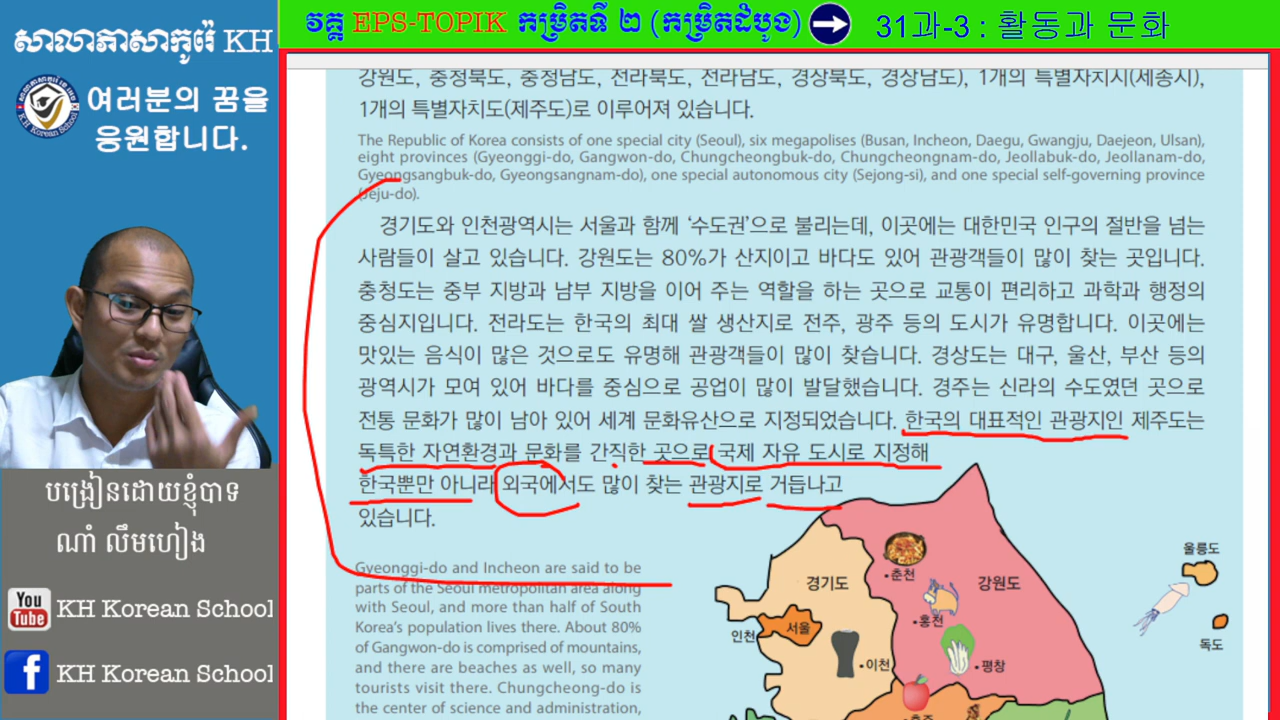 សាលាភាសាកូរ៉េ KH
여러분의 꿈을
응원합니다.
KH Korean School
វគ្គ EPS-TOPIK កម្រិតទី ២ (កម្រិតដំបូង)
31과-3 : 활동과 문화
강원도, 충청북도, 충청남도, 전라북도, 전라남도, 경상북도, 경상남도), 1개의 특별자치시(세종시),
1개의 특별자치도(제주도)로 이루어져 있습니다.
The Republic of Korea consists of one special city (Seoul), six megapolises (Busan, Incheon, Daegu, Gwangju, Daejeon, Ulsan),
eight provinces (Gyeonggi-do, Gangwon-do, Chungcheongbuk-do, Chungcheongnam-do, Jeollabuk-do, Jeollanam-do,
Gyeongsangbuk-do, Gyeongsangnam-do), one special autonomous city (Sejong-si), and one special self-governing province
(Jeju-do).
경기도와 인천광역시는 서울과 함께 ‘수도권’으로 불리는데, 이곳에는 대한민국 인구의 절반을 넘는
사람들이 살고 있습니다. 강원도는 80%가 산지이고 바다도 있어 관광객들이 많이 찾는 곳입니다.
충청도는 중부 지방과 남부 지방을 이어 주는 역할을 하는 곳으로 교통이 편리하고 과학과 행정의
중심지입니다. 전라도는 한국의 최대 쌀 생산지로 전주, 광주 등의 도시가 유명합니다. 이곳에는
맛있는 음식이 많은 것으로도 유명해 관광객들이 많이 찾습니다. 경상도는 대구, 울산, 부산 등의
광역시가 모여 있어 바다를 중심으로 공업이 많이 발달했습니다. 경주는 신라의 수도였던 곳으로
전통 문화가 많이 남아 있어 세계 문화유산으로 지정되었습니다. 한국의 대표적인 관광지인 제주도는
독특한 자연환경과 문화를 간직한 곳으로 국제 자유 도시로 지정해
한국뿐만 아니라 외국에서도 많이 찾는 관광지로 거듭나고
있습니다.
Gyeonggi-do and Incheon are said to be
parts of the Seoul metropolitan area along
with Seoul, and more than half of South
Korea's population lives there. About 80%
of Gangwon-do is comprised of mountains,
and there are beaches as well, so many
tourists visit there. Chungcheong-do is
the center of science and administration,
경기도
춘천
강원도
울릉도
인천
서울
홍천
독도
이천
평창
បង្រៀនដោយខ្ញុំបាទ
ណាំ លឹមហៀង
You
Tube
KH Korean School
f KH Korean School